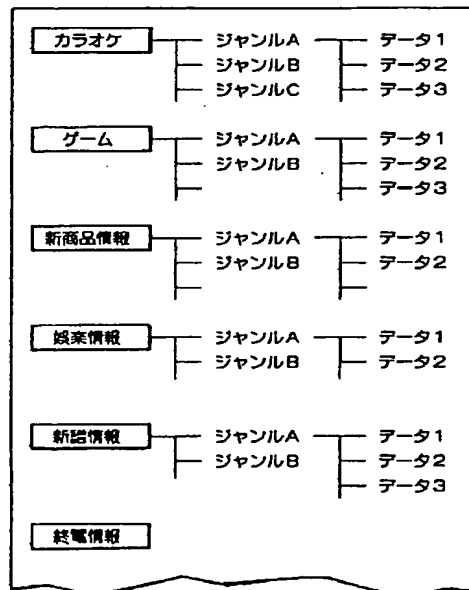 カラオケ ジャンルA データ1
ジャンルB データ2
ジャンルC データ3
ゲーム ジャンルA データ1
ジャンルB データ2
データ3
新商品情報 ジャンルA データ1
ジャンルB データ2
娯楽情報 ジャンルA データ1
ジャンルB データ2
新譜情報 ジャンルA データ1
ジャンルB データ2
データ3
終電情報